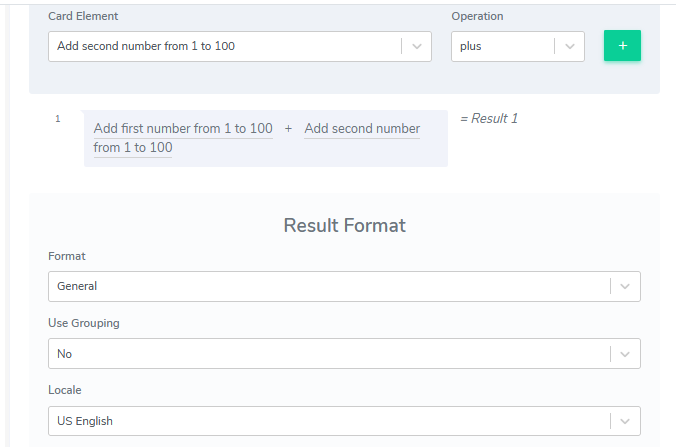 Card Element
Operation
Add second number from 1 to 100
plus
+
1
Add first number from 1 to 100 + Add second number
from 1 to 100
= Result 1
Result Format
Format
General
Use Grouping
No
Locale
US English